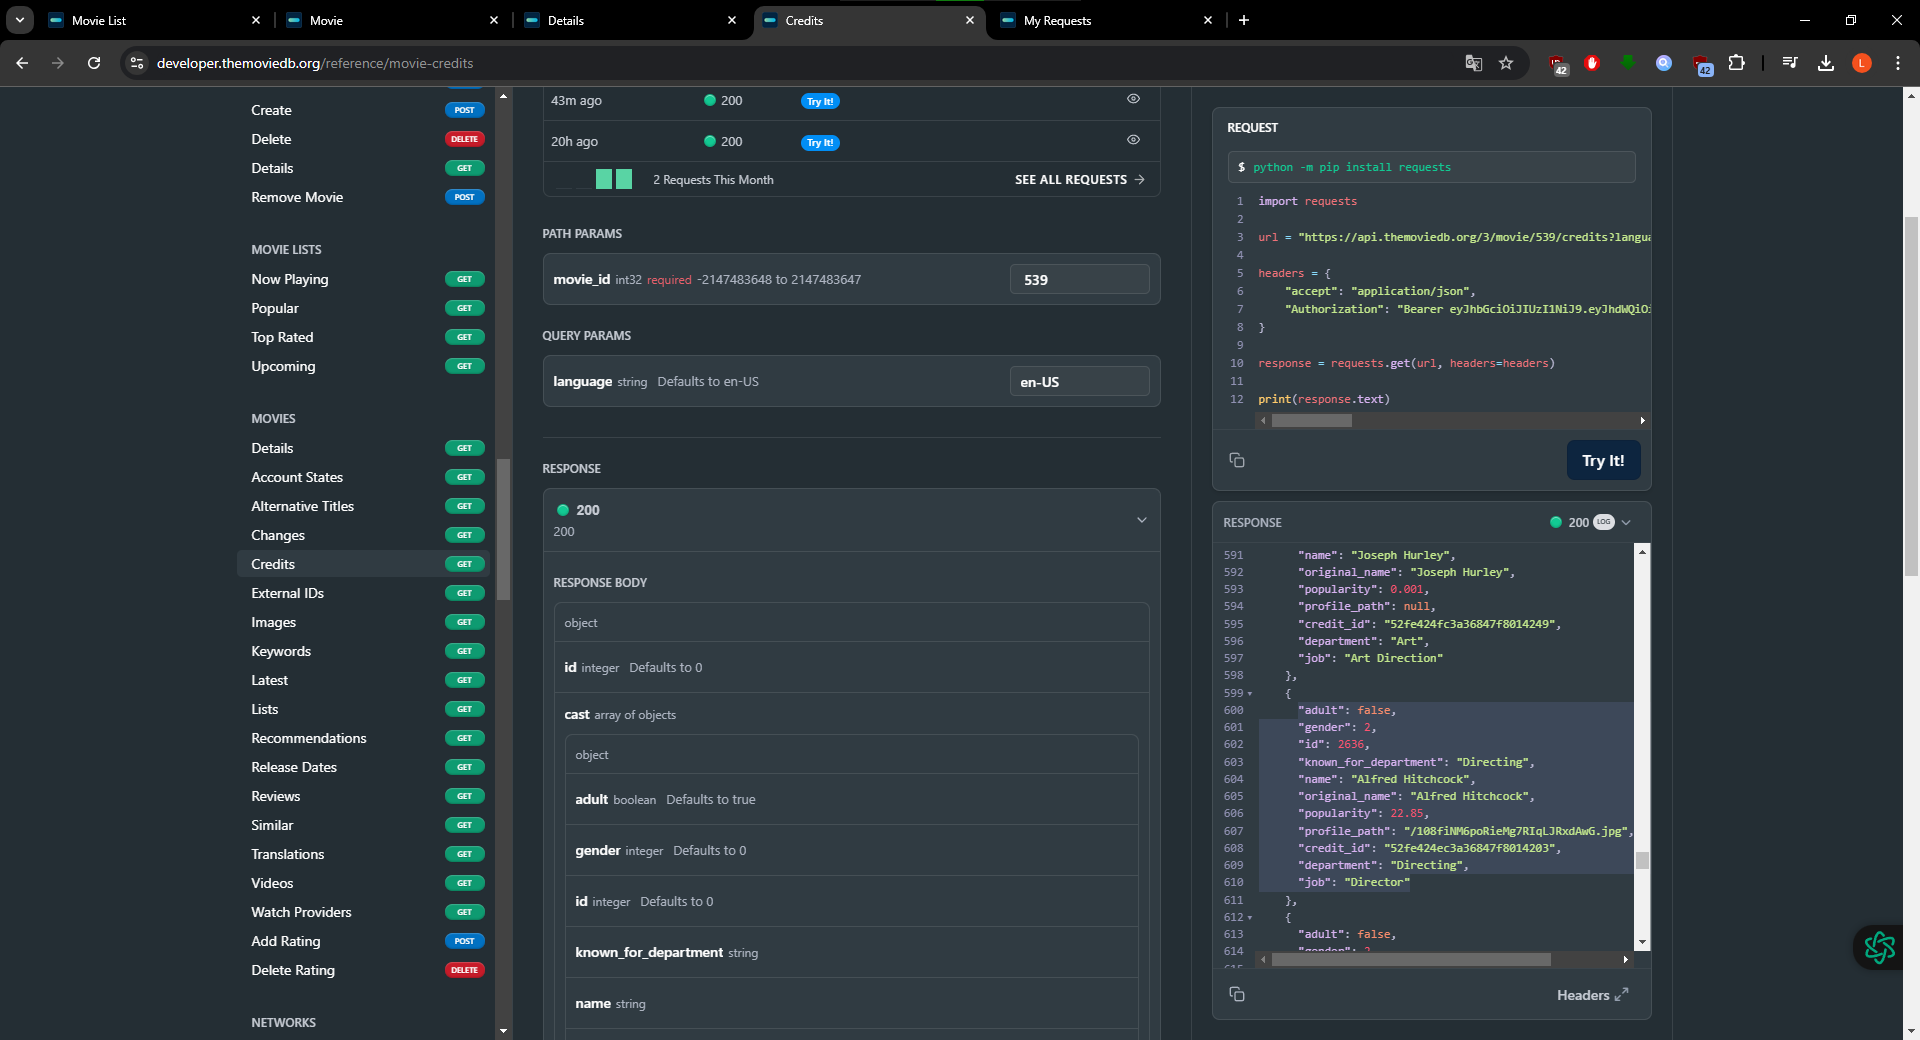 Movie List
Movie
Details
Credits
My Requests
developer.themoviedb.org/reference/movie-credits
42
42
L
Create POST
Delete DELETE
Details GET
Remove Movie POST
MOVIE LISTS
Now Playing GET
Popular GET
Top Rated GET
Upcoming GET
MOVIES
Details GET
Account States GET
Alternative Titles GET
Changes GET
Credits GET
External IDs GET
Images GET
Keywords GET
Latest GET
Lists GET
Recommendations GET
Release Dates GET
Reviews GET
Similar GET
Translations GET
Videos GET
Watch Providers GET
Add Rating POST
Delete Rating DELETE
NETWORKS
43m ago 200 Try It!
20h ago 200 Try It!
2 Requests This Month SEE ALL REQUESTS
PATH PARAMS
movie_id int32 required -2147483648 to 2147483647 539
QUERY PARAMS
language string Defaults to en-US en-US
RESPONSE
200
200
RESPONSE BODY
object
id integer Defaults to 0
cast array of objects
object
adult boolean Defaults to true
gender integer Defaults to 0
id integer Defaults to 0
known_for_department string
name string
REQUEST
$ python -m pip install requests
1 import requests
2
3 url = "https://api.themoviedb.org/3/movie/539/credits?langua
4
5 headers = {
6 "accept": "application/json",
7 "Authorization": "Bearer eyJhbGciOiJIUzI1NiJ9.eyJhdWQiOi
8 }
9
10 response = requests.get(url, headers=headers)
11
12 print(response.text)
Try It!
RESPONSE 200 LOG
591 "name": "Joseph Hurley",
592 "original_name": "Joseph Hurley",
593 "popularity": 0.001,
594 "profile_path": null,
595 "credit_id": "52fe424fc3a36847f8014249",
596 "department": "Art",
597 "job": "Art Direction"
598 },
599 {
600 "adult": false,
601 "gender": 2,
602 "id": 2636,
603 "known_for_department": "Directing",
604 "name": "Alfred Hitchcock",
605 "original_name": "Alfred Hitchcock",
606 "popularity": 22.85,
607 "profile_path": "/108fiNM6poRieMg7RIqLJRxdAwG.jpg",
608 "credit_id": "52fe424ec3a36847f8014203",
609 "department": "Directing",
610 "job": "Director"
611 },
612 {
613 "adult": false,
614 "gender": 2
Headers